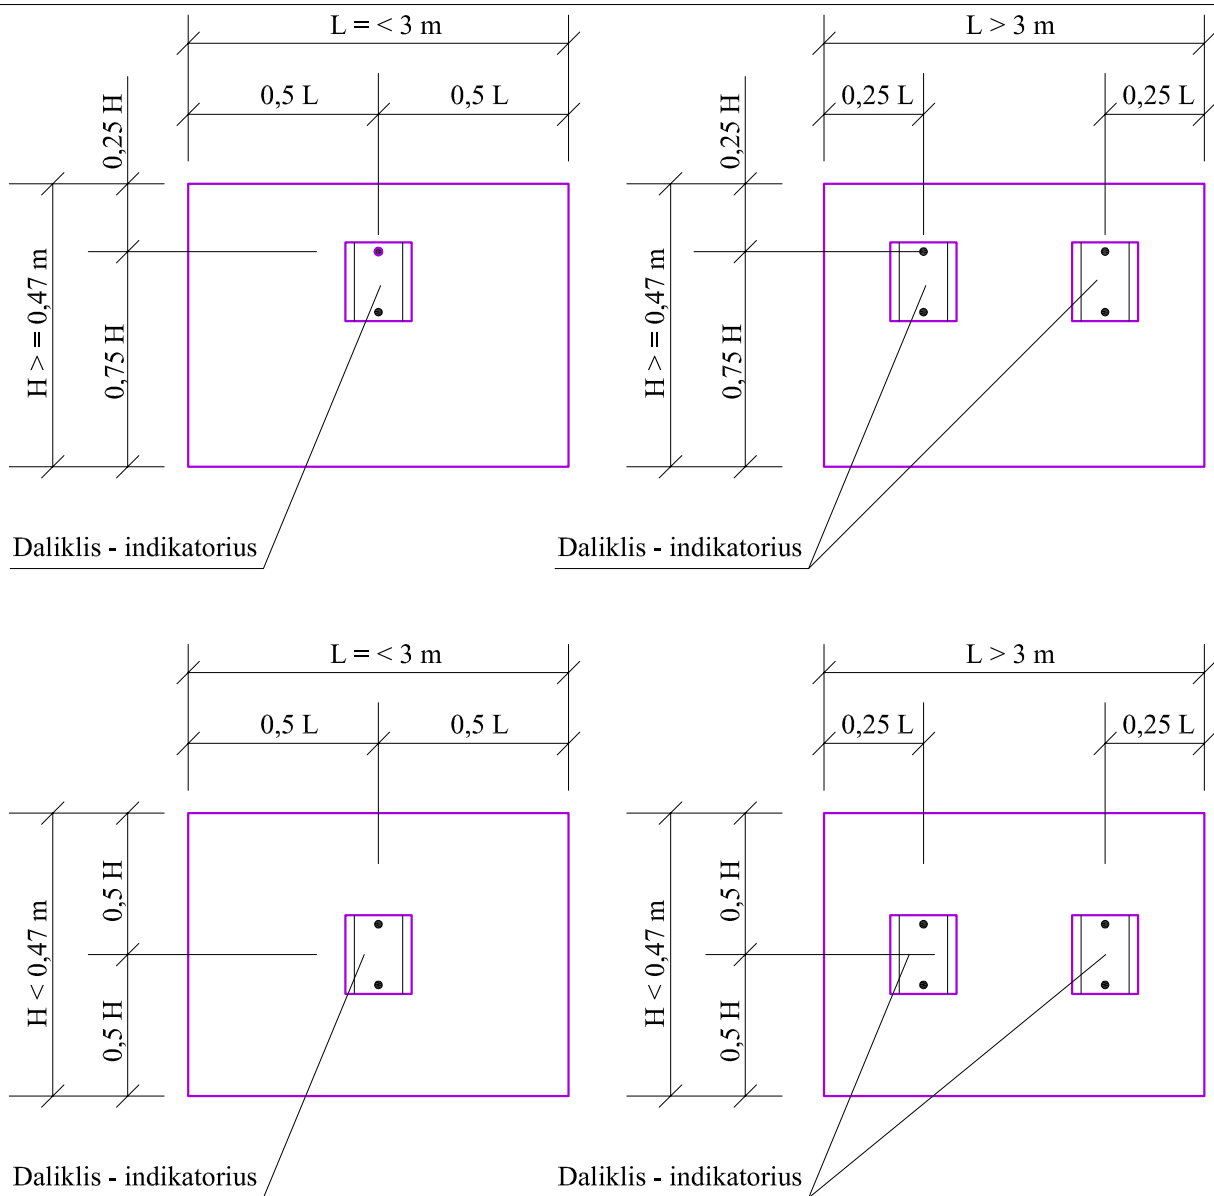 L = < 3 m
L > 3 m
0,5 L
0,5 L
0,25 L
0,25 L
0,25 H
0,25 H
H > = 0,47 m
0,75 H
H > = 0,47 m
0,75 H
Daliklis - indikatorius
Daliklis - indikatorius
L = < 3 m
L > 3 m
0,5 L
0,5 L
0,25 L
0,25 L
0,5 H
0,5 H
H < 0,47 m
H < 0,47 m
0,5 H
0,5 H
Daliklis - indikatorius
Daliklis - indikatorius